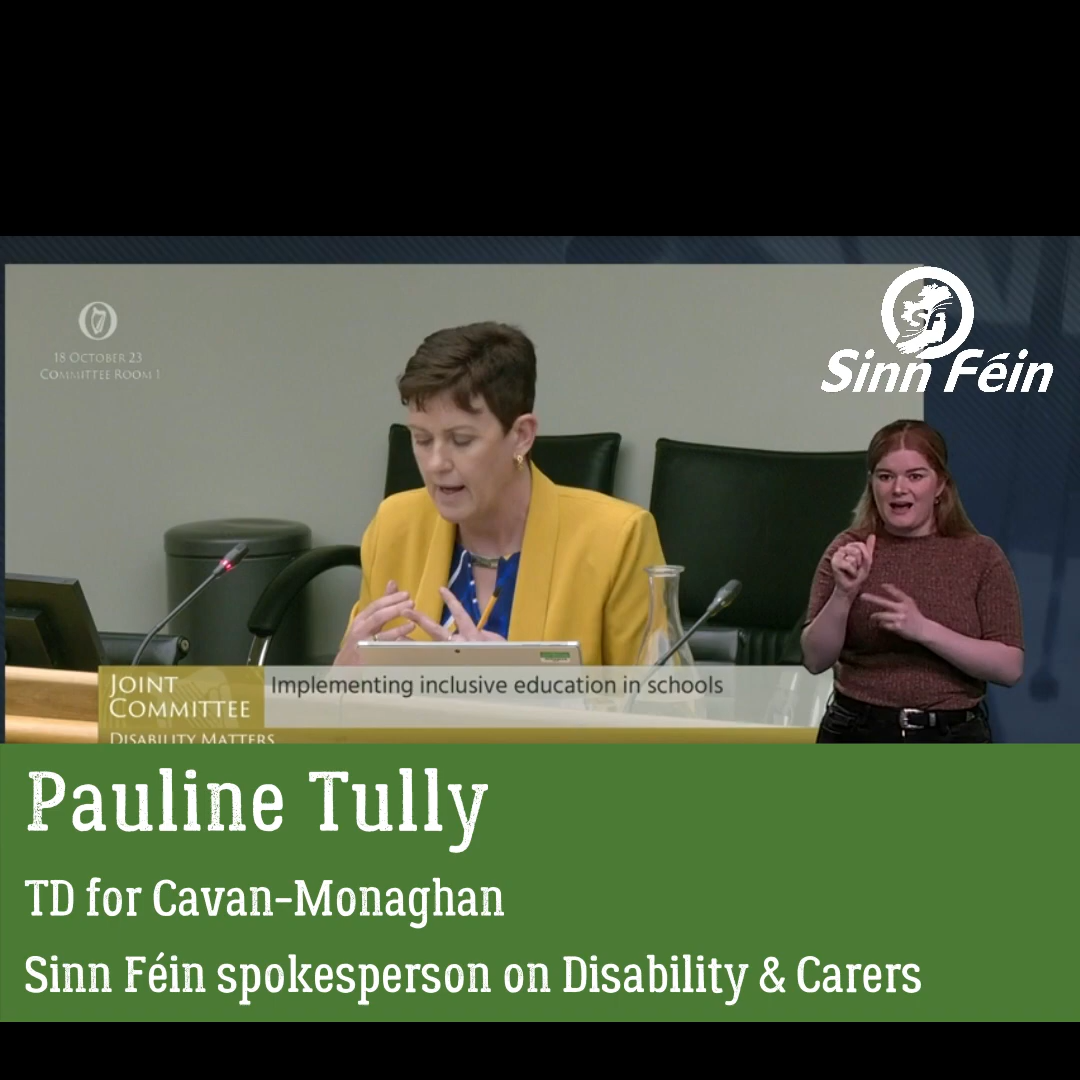 18 October 23
Committee Room 1
SF
Sinn Féin
Joint
Committee
Implementing inclusive education in schools
Disability Matters
Pauline Tully
TD for Cavan-Monaghan
Sinn Féin spokesperson on Disability & Carers